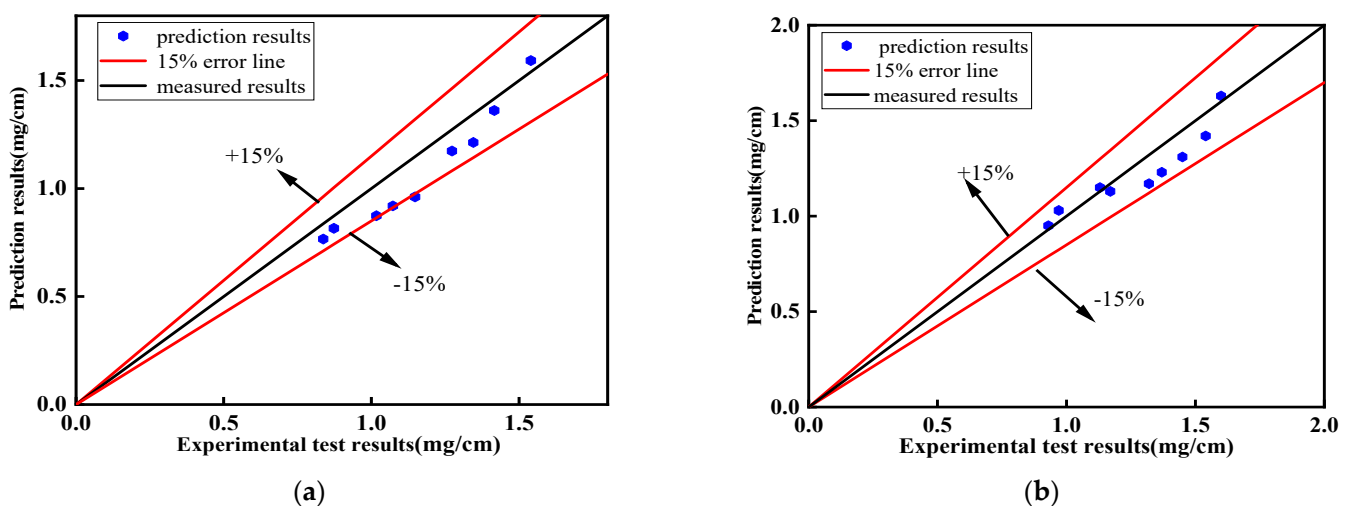 prediction results
15% error line
measured results
+15%
-15%
1.5
1.0
0.5
0.0
0.0 0.5 1.0 1.5
Prediction results(mg/cm)
Experimental test results(mg/cm)
(a)
prediction results
15% error line
measured results
+15%
-15%
2.0
1.5
1.0
0.5
0.0
0.0 0.5 1.0 1.5 2.0
Prediction results(mg/cm)
Experimental test results(mg/cm)
(b)